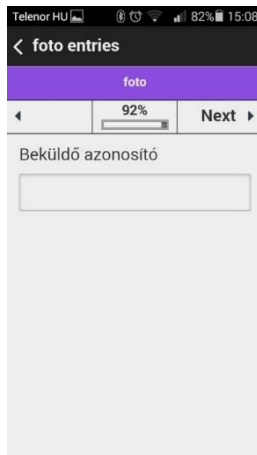 Telenor HU 82% 15:08
foto entries
foto
92% Next
Beküldő azonosító